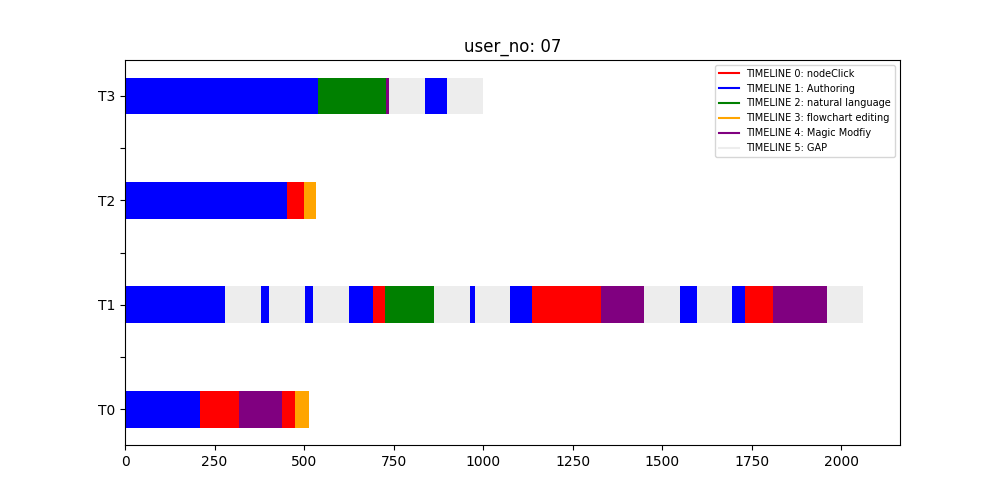 user_no: 07
TIMELINE 0: nodeClick
TIMELINE 1: Authoring
TIMELINE 2: natural language
TIMELINE 3: flowchart editing
TIMELINE 4: Magic Modfiy
TIMELINE 5: GAP
T3
T2
T1
T0
0 250 500 750 1000 1250 1500 1750 2000